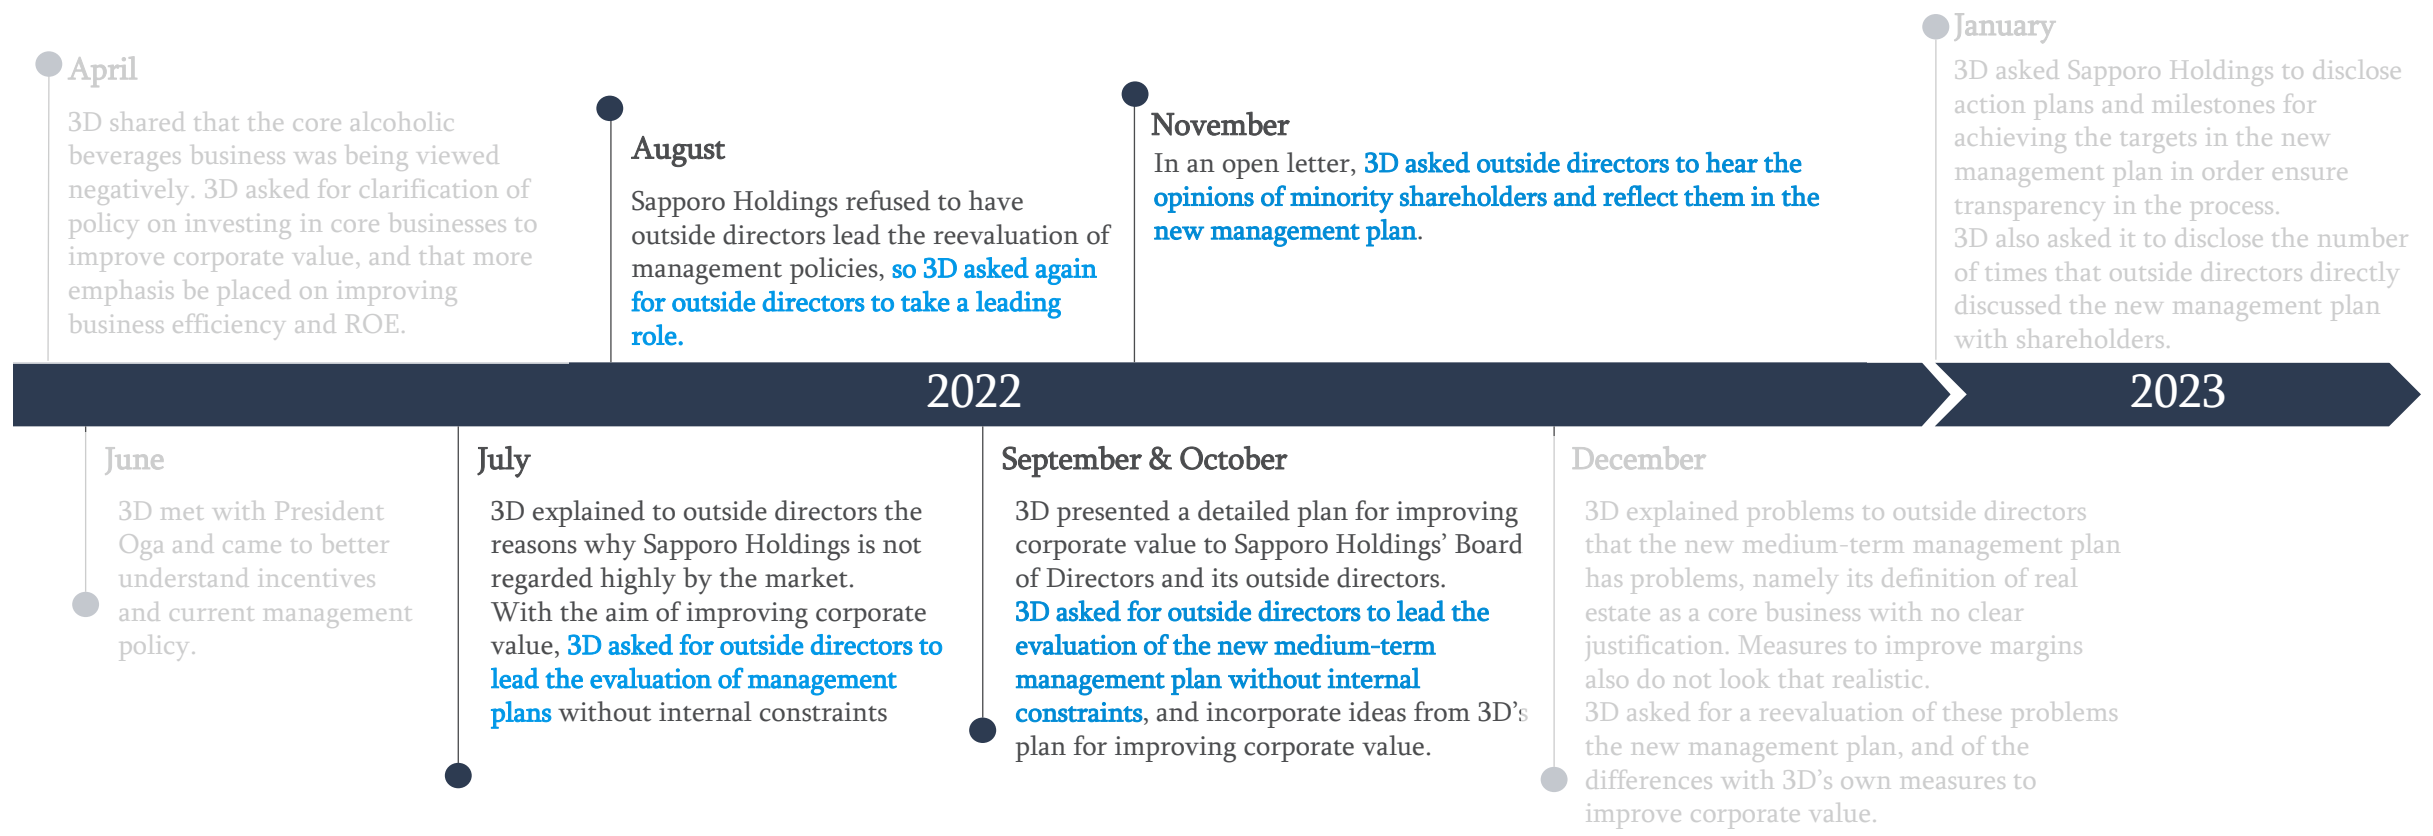 April
3D shared that the core alcoholic
beverages business was being viewed
negatively. 3D asked for clarification of
policy on investing in core businesses to
improve corporate value, and that more
emphasis be placed on improving
business efficiency and ROE.
August
Sapporo Holdings refused to have
outside directors lead the reevaluation of
management policies, so 3D asked again
for outside directors to take a leading
role.
November
In an open letter, 3D asked outside directors to hear the
opinions of minority shareholders and reflect them in the
new management plan.
January
3D asked Sapporo Holdings to disclose
action plans and milestones for
achieving the targets in the new
management plan in order ensure
transparency in the process.
3D also asked it to disclose the number
of times that outside directors directly
discussed the new management plan
with shareholders.
2022
2023
June
3D met with President
Oga and came to better
understand incentives
and current management
policy.
July
3D explained to outside directors the
reasons why Sapporo Holdings is not
regarded highly by the market.
With the aim of improving corporate
value, 3D asked for outside directors to
lead the evaluation of management
plans without internal constraints
September & October
3D presented a detailed plan for improving
corporate value to Sapporo Holdings’ Board
of Directors and its outside directors.
3D asked for outside directors to lead the
evaluation of the new medium-term
management plan without internal
constraints, and incorporate ideas from 3D’s
plan for improving corporate value.
December
3D explained problems to outside directors
that the new medium-term management plan
has problems, namely its definition of real
estate as a core business with no clear
justification. Measures to improve margins
also do not look that realistic.
3D asked for a reevaluation of these problems
the new management plan, and of the
differences with 3D’s own measures to
improve corporate value.